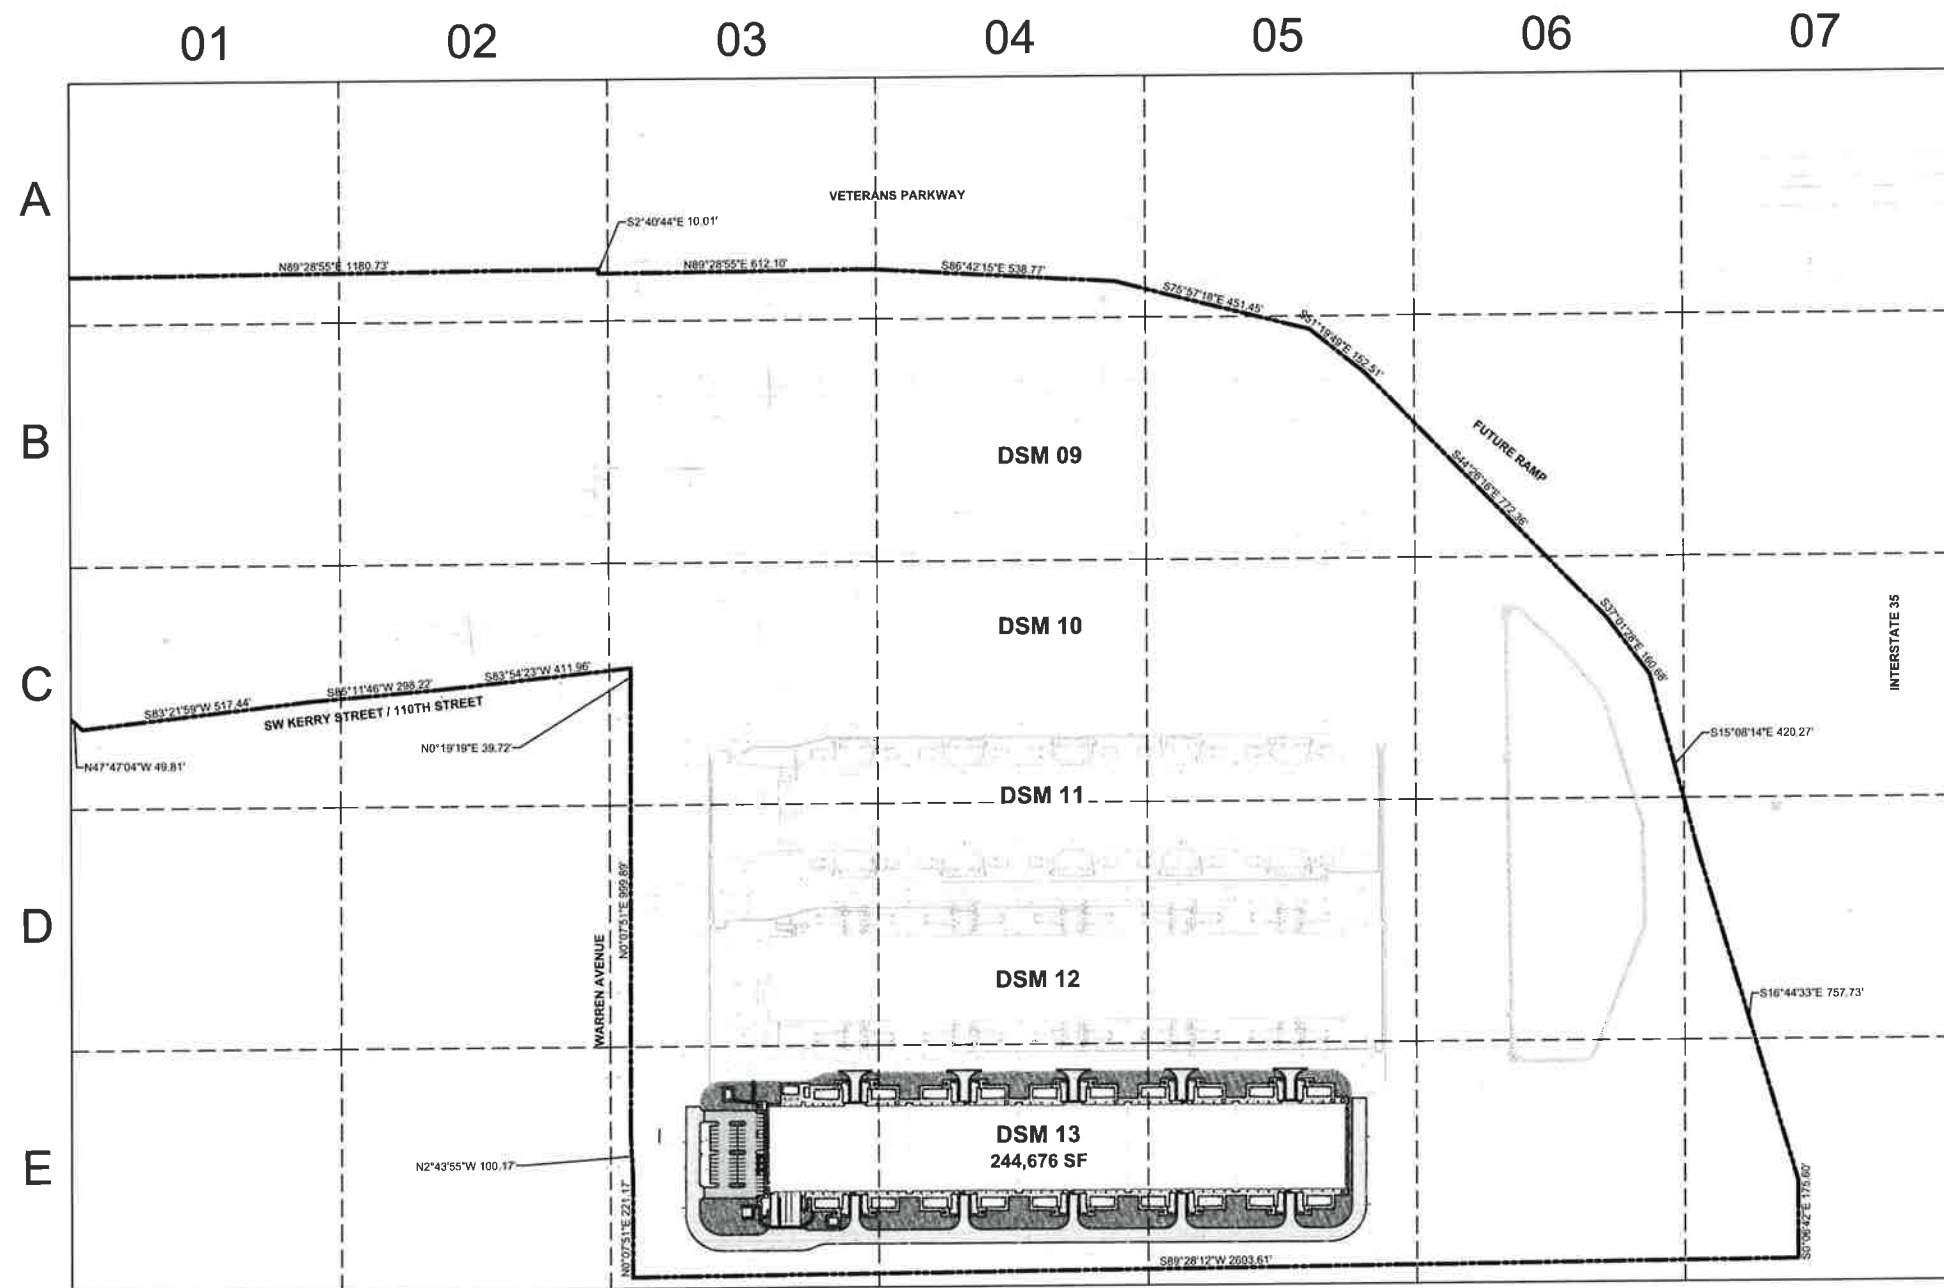 01 02 03 04 05 06 07
A
VETERANS PARKWAY
S2°40'44"E 10.01'
N89°28'55"E 1180.73'
N89°28'55"E 612.10'
S86°42'15"E 538.77'
S75°57'18"E 451.45'
S51°19'49"E 152.51'
B
DSM 09
FUTURE RAMP
S44°26'16"E 772.36'
DSM 10
S37°01'28"E 160.68'
INTERSTATE 35
C
S83°54'23"W 411.96'
S85°11'46"W 298.22'
S83°21'59"W 517.44'
SW KERRY STREET / 110TH STREET
N0°19'19"E 39.72'
S15°08'14"E 420.27'
N47°47'04"W 49.81'
DSM 11
N0°07'51"E 999.89'
D
WARREN AVENUE
DSM 12
S16°44'33"E 757.73'
DSM 13
244,676 SF
E
N2°43'55"W 100.17'
N0°07'51"E 221.17'
S0°06'42"E 175.60'
S89°28'12"W 2603.61'